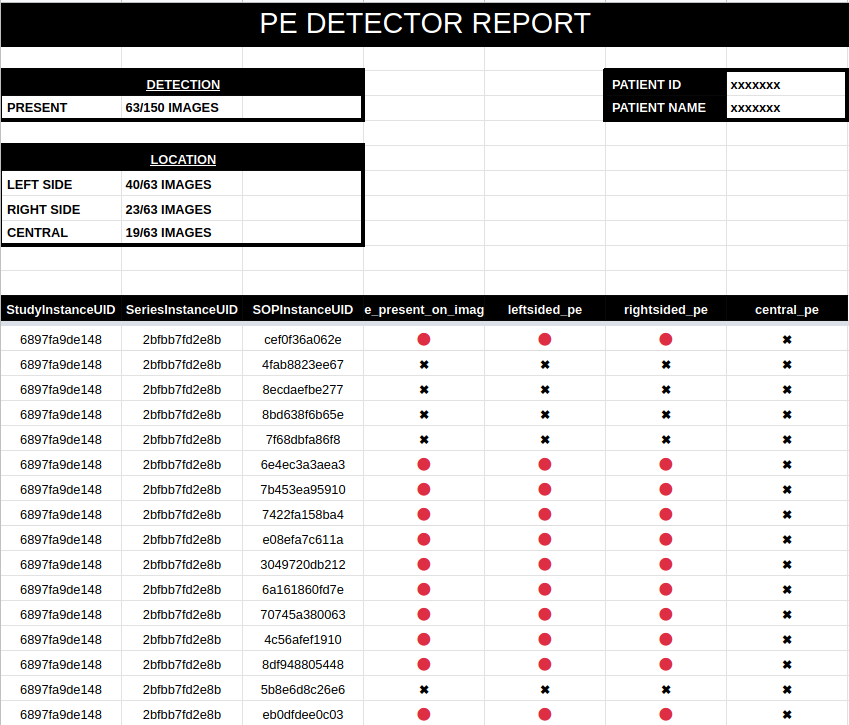 PE DETECTOR REPORT
DETECTION
PRESENT 63/150 IMAGES
PATIENT ID xxxxxxx
PATIENT NAME xxxxxxx
LOCATION
LEFT SIDE 40/63 IMAGES
RIGHT SIDE 23/63 IMAGES
CENTRAL 19/63 IMAGES
StudyInstanceUID SeriesInstanceUID SOPInstanceUID e_present_on_imag leftsided_pe rightsided_pe central_pe
6897fa9de148 2bfbb7fd2e8b cef0f36a062e
6897fa9de148 2bfbb7fd2e8b 4fab8823ee67
6897fa9de148 2bfbb7fd2e8b 8ecdaefbe277
6897fa9de148 2bfbb7fd2e8b 8bd638f6b65e
6897fa9de148 2bfbb7fd2e8b 7f68dbfa86f8
6897fa9de148 2bfbb7fd2e8b 6e4ec3a3aea3
6897fa9de148 2bfbb7fd2e8b 7b453ea95910
6897fa9de148 2bfbb7fd2e8b 7422fa158ba4
6897fa9de148 2bfbb7fd2e8b e08efa7c611a
6897fa9de148 2bfbb7fd2e8b 3049720db212
6897fa9de148 2bfbb7fd2e8b 6a161860fd7e
6897fa9de148 2bfbb7fd2e8b 70745a380063
6897fa9de148 2bfbb7fd2e8b 4c56afef1910
6897fa9de148 2bfbb7fd2e8b 8df948805448
6897fa9de148 2bfbb7fd2e8b 5b8e6d8c26e6
6897fa9de148 2bfbb7fd2e8b eb0dfdee0c03